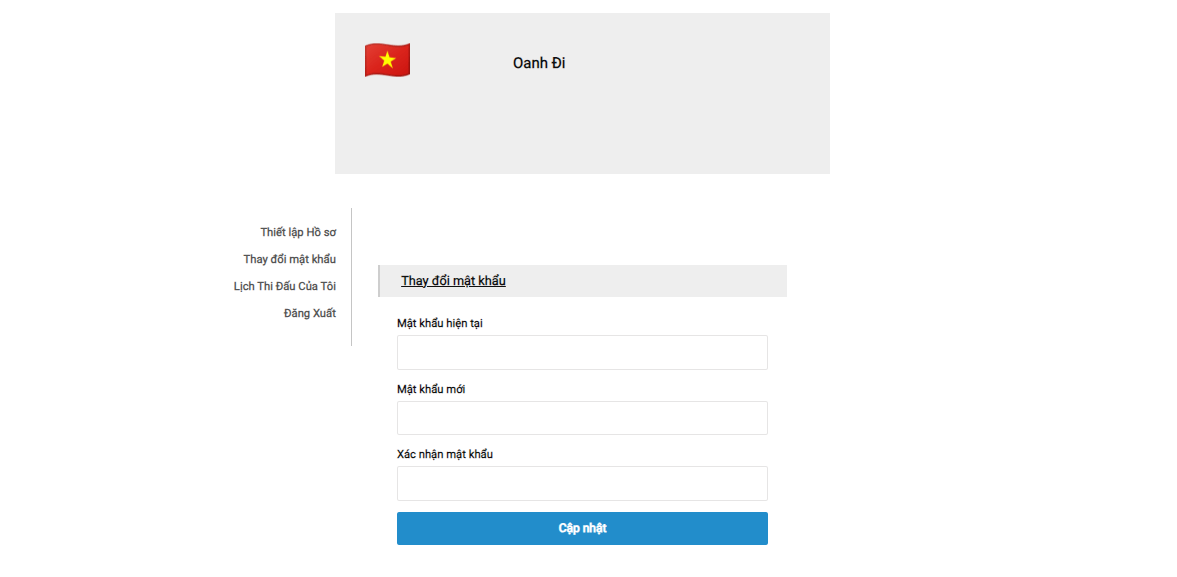 Oanh Đi
Thiết lập Hồ sơ
Thay đổi mật khẩu
Lịch Thi Đấu Của Tôi
Đăng Xuất
Thay đổi mật khẩu
Mật khẩu hiện tại
Mật khẩu mới
Xác nhận mật khẩu
Cập nhật